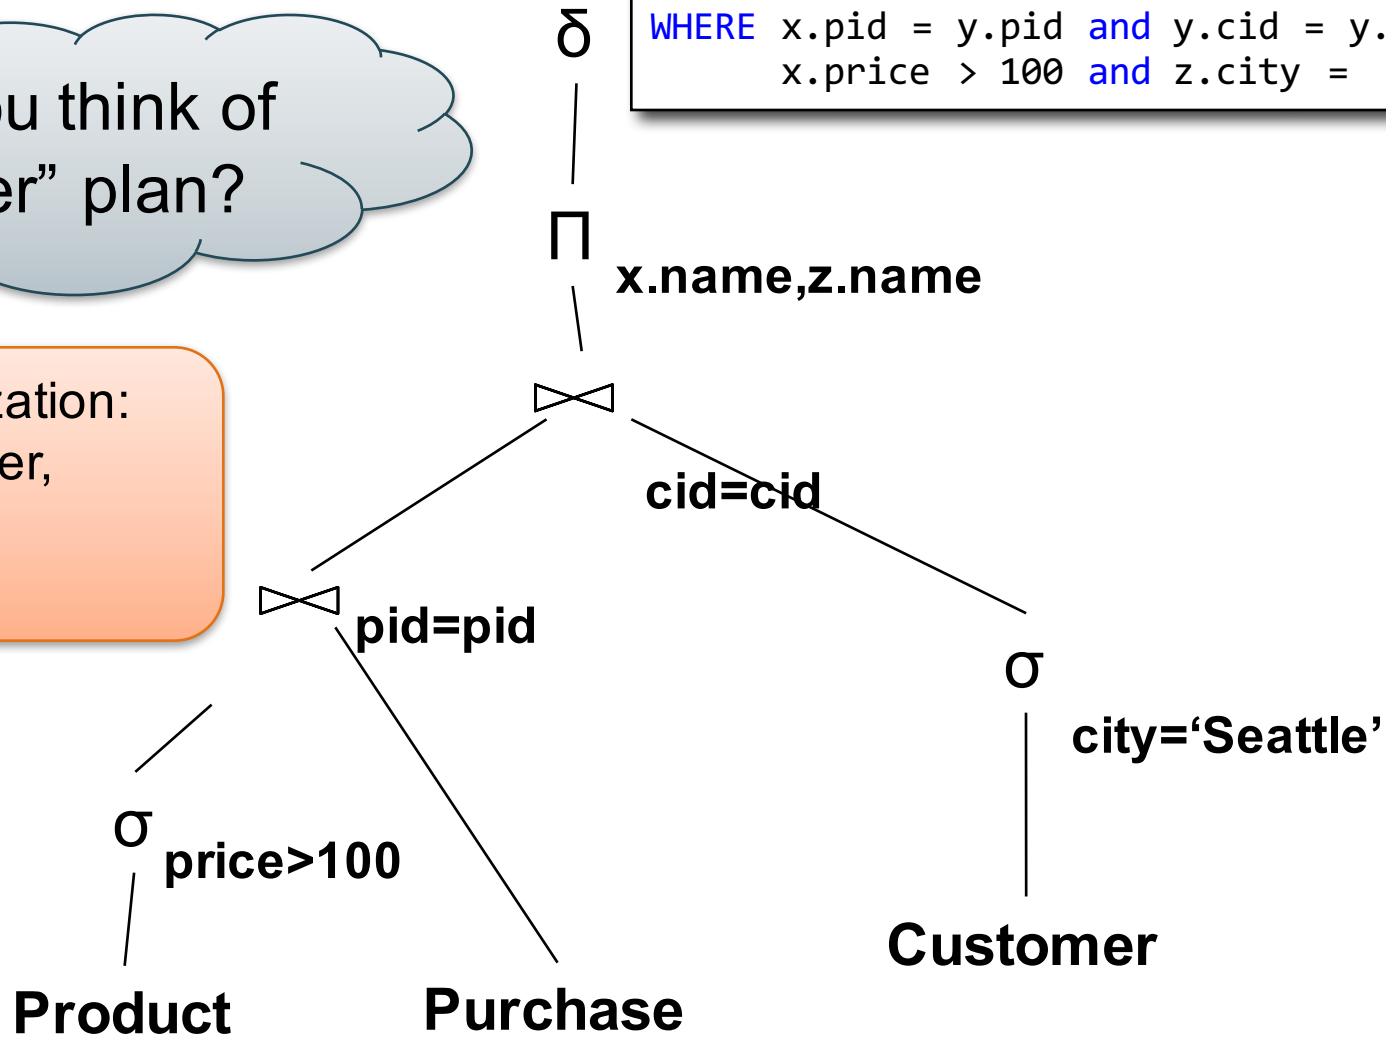 δ
WHERE x.pid = y.pid and y.cid = y.
x.price > 100 and z.city =
u think of
er” plan?
Π
x.name,z.name
zation:
er,
⋈
cid=cid
⋈
pid=pid
σ
city=‘Seattle’
σ
price>100
Customer
Product
Purchase